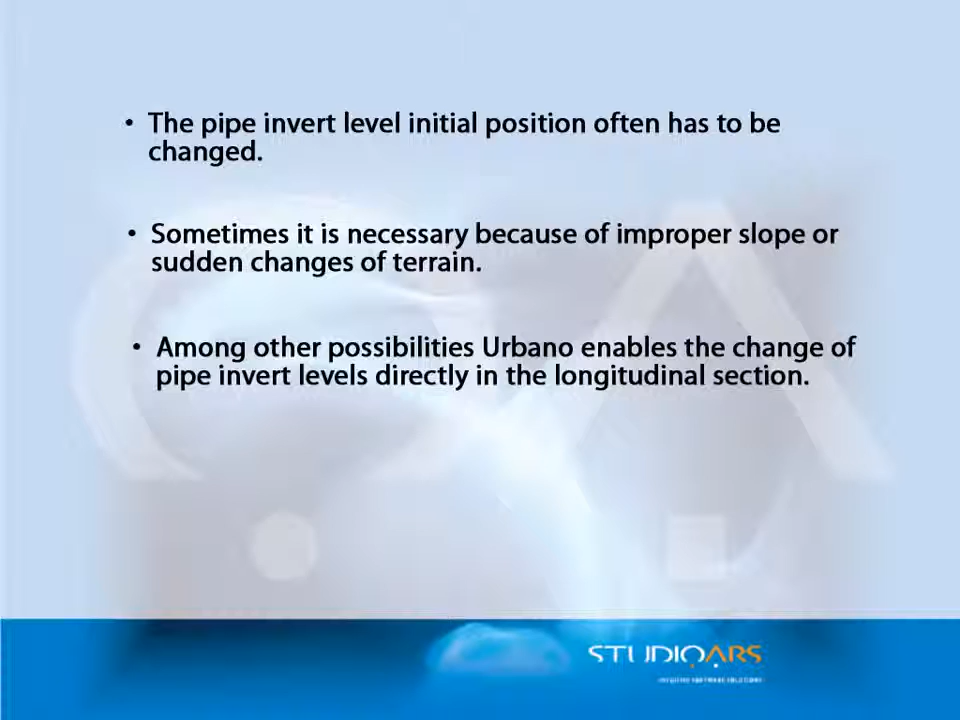 • The pipe invert level initial position often has to be
changed.
• Sometimes it is necessary because of improper slope or
sudden changes of terrain.
• Among other possibilities Urbano enables the change of
pipe invert levels directly in the longitudinal section.
STUDIOARS